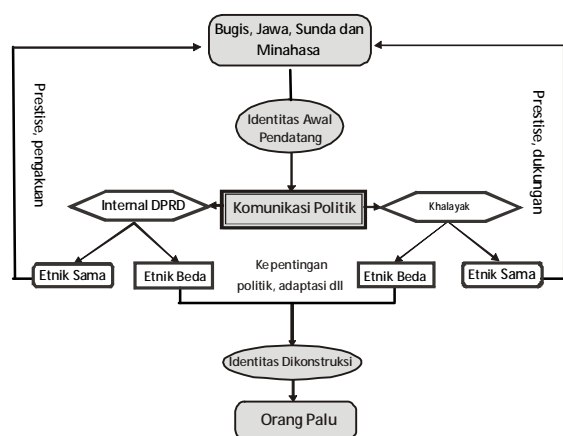 Bugis, Jawa, Sunda dan
Minahasa
Identitas Awal
Pendatang
Prestise, pengakuan
Prestise, dukungan
Internal DPRD
Komunikasi Politik
Khalayak
Etnik Sama
Etnik Beda
Kepentingan
politik, adaptasi dll
Etnik Beda
Etnik Sama
Identitas Dikonstruksi
Orang Palu